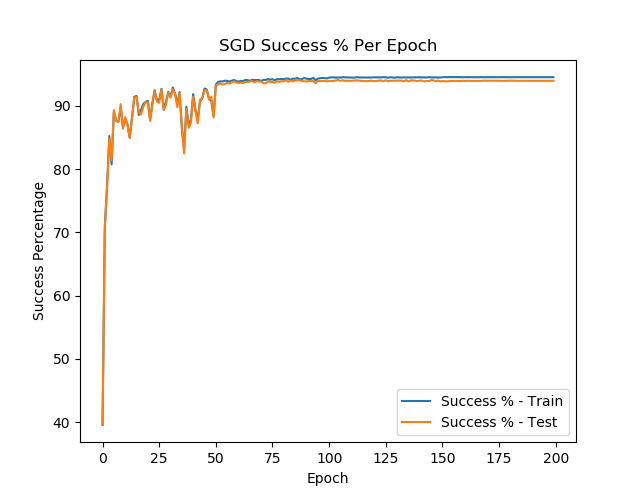 SGD Success % Per Epoch
90
80
70
60
50
40
Success Percentage
Success % - Train
Success % - Test
0 25 50 75 100 125 150 175 200
Epoch